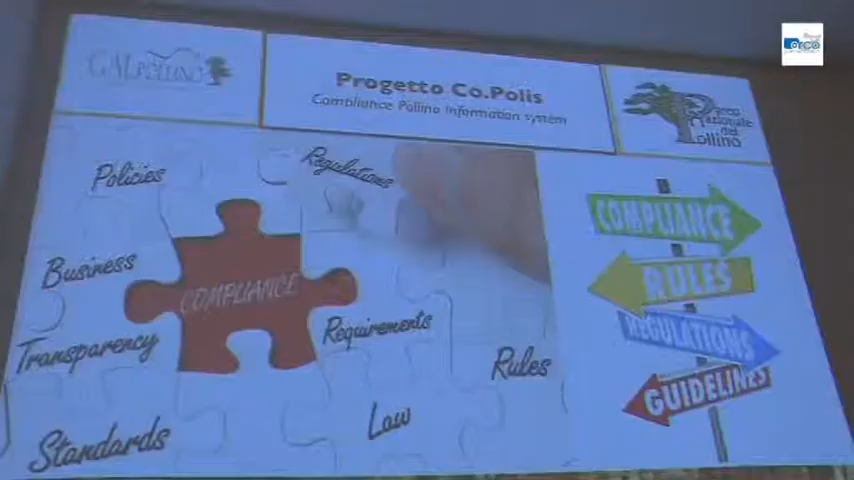 GALPOLLINO
Progetto Co.Polis
Compliance Pollino Information system
Parco
Nazionale
del
Pollino
Policies
Regulations
Business
COMPLIANCE
Transparency
Requirements
Rules
Standards
Law
COMPLIANCE
RULES
REGULATIONS
GUIDELINES